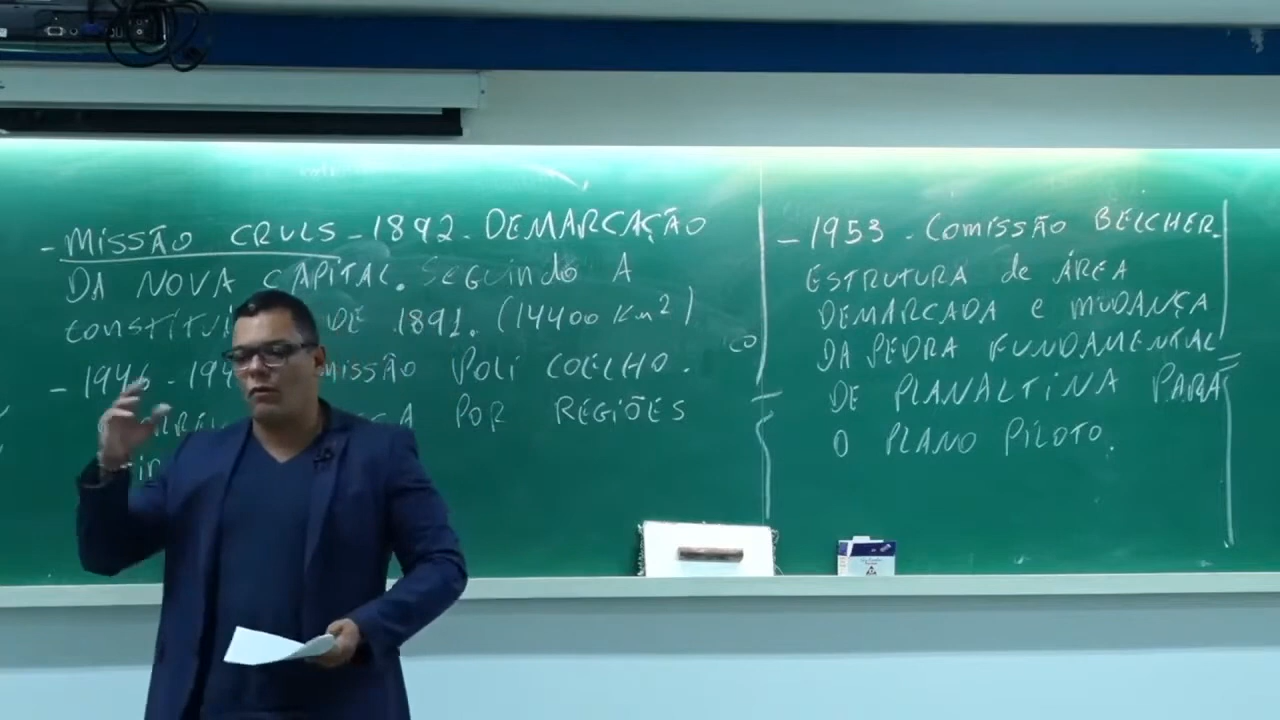 - MISSÃO CRULS - 1892. DEMARCAÇÃO
DA NOVA CAPITAL. SEGUINDO A
DE 1891. (14400 Km²)
- 1946 - POLI COELHO.
POR REGIÕES
- 1953 - COMISSÃO BELCHER.
ESTRUTURA de ÁREA
DEMARCADA e MUDANÇA
DA PEDRA FUNDAMENTAL
DE PLANALTINA PARA
O PLANO PILOTO.